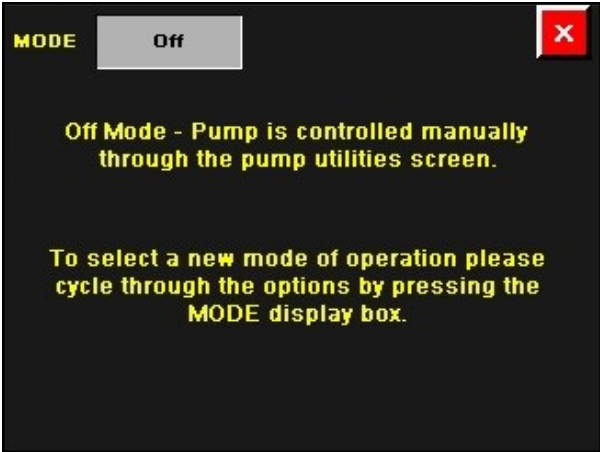 MODE Off X
Off Mode - Pump is controlled manually
through the pump utilities screen.
To select a new mode of operation please
cycle through the options by pressing the
MODE display box.